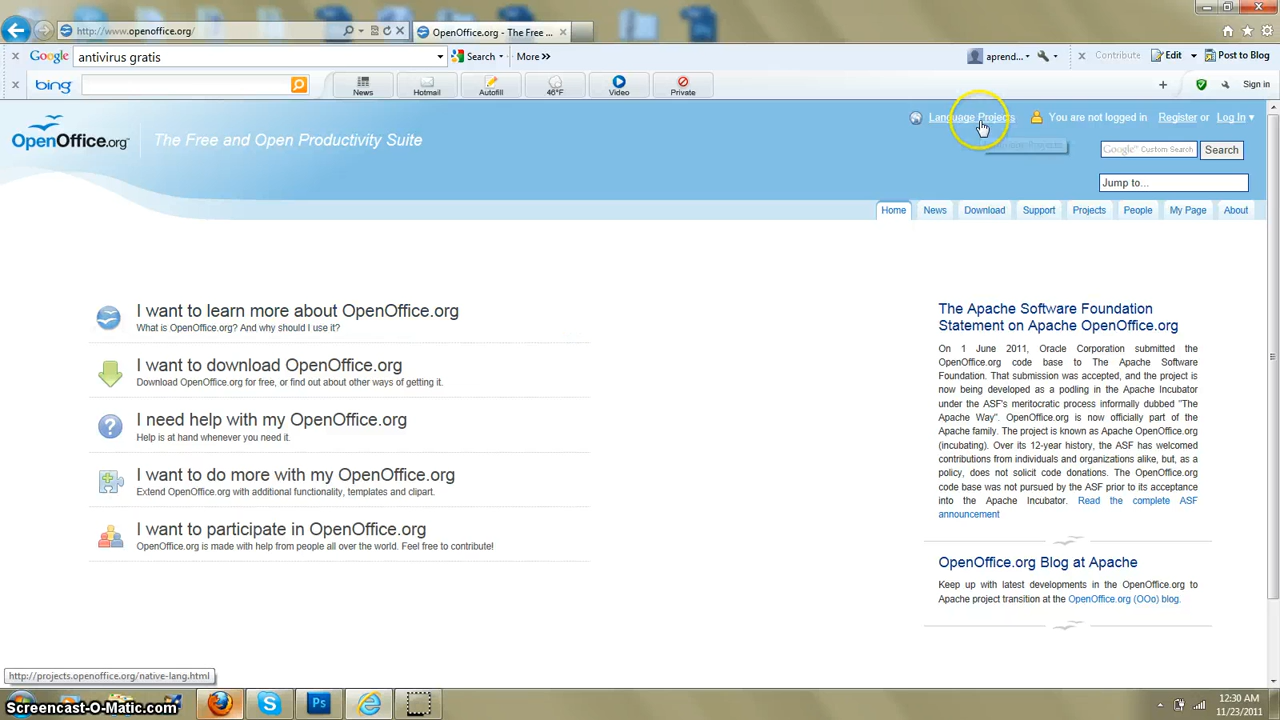 http://www.openoffice.org/
OpenOffice.org - The Free ...
Google
antivirus gratis
Search
More »
aprend...
Contribute
Edit
Post to Blog
bing
News
Hotmail
Autofill
46°F
Video
Private
Sign in
OpenOffice.org
The Free and Open Productivity Suite
Language Projects
You are not logged in
Register or
Log In
Google™ Custom Search
Search
Jump to...
Home
News
Download
Support
Projects
People
My Page
About
I want to learn more about OpenOffice.org
What is OpenOffice.org? And why should I use it?
I want to download OpenOffice.org
Download OpenOffice.org for free, or find out about other ways of getting it.
I need help with my OpenOffice.org
Help is at hand whenever you need it.
I want to do more with my OpenOffice.org
Extend OpenOffice.org with additional functionality, templates and clipart.
I want to participate in OpenOffice.org
OpenOffice.org is made with help from people all over the world. Feel free to contribute!
The Apache Software Foundation
Statement on Apache OpenOffice.org
On 1 June 2011, Oracle Corporation submitted the
OpenOffice.org code base to The Apache Software
Foundation. That submission was accepted, and the project is
now being developed as a podling in the Apache Incubator
under the ASF's meritocratic process informally dubbed "The
Apache Way". OpenOffice.org is now officially part of the
Apache family. The project is known as Apache OpenOffice.org
(incubating). Over its 12-year history, the ASF has welcomed
contributions from individuals and organizations alike, but, as a
policy, does not solicit code donations. The OpenOffice.org
code base was not pursued by the ASF prior to its acceptance
into the Apache Incubator. Read the complete ASF
announcement
OpenOffice.org Blog at Apache
Keep up with latest developments in the OpenOffice.org to
Apache project transition at the OpenOffice.org (OOo) blog.
http://projects.openoffice.org/native-lang.html
Ps
12:30 AM
11/23/2011
Screencast-O-Matic.com